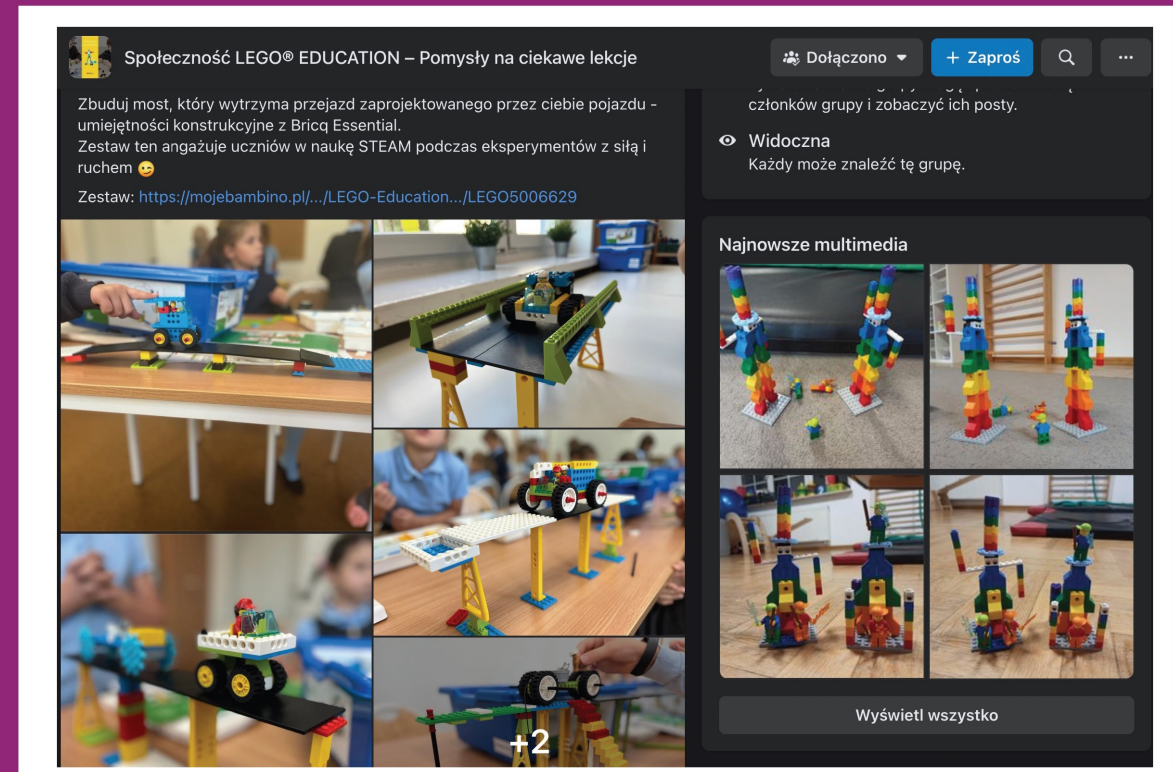 Społeczność LEGO® EDUCATION – Pomysły na ciekawe lekcje
Dołączono
+ Zaproś
Zbuduj most, który wytrzyma przejazd zaprojektowanego przez ciebie pojazdu -
umiejętności konstrukcyjne z Bricq Essential.
Zestaw ten angażuje uczniów w naukę STEAM podczas eksperymentów z siłą i
ruchem 😉
Zestaw: https://mojebambino.pl/.../LEGO-Education.../LEGO5006629
+2
członków grupy i zobaczyć ich posty.
Widoczna
Każdy może znaleźć tę grupę.
Najnowsze multimedia
Wyświetl wszystko